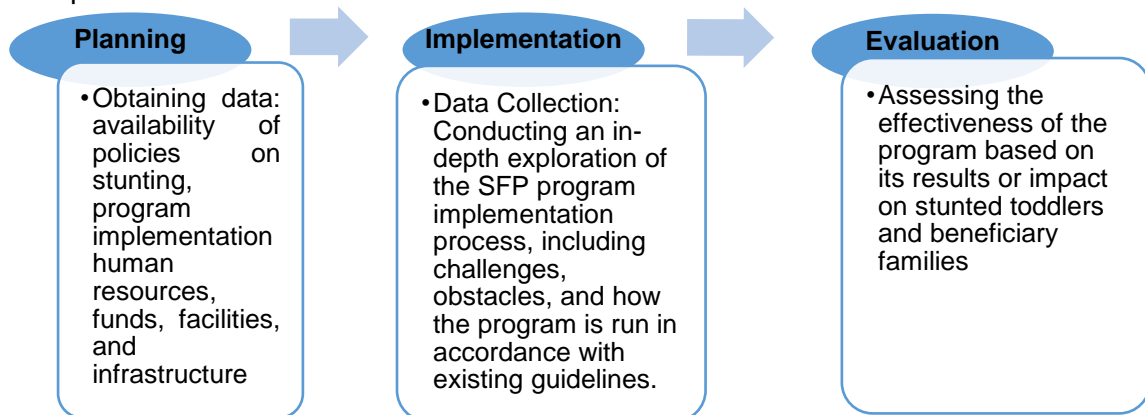 Planning
•Obtaining data:
availability of
policies on
stunting,
program
implementation
human
resources,
funds, facilities,
and
infrastructure
Implementation
•Data Collection:
Conducting an in-
depth exploration of
the SFP program
implementation
process, including
challenges,
obstacles, and how
the program is run in
accordance with
existing guidelines.
Evaluation
•Assessing the
effectiveness of the
program based on
its results or impact
on stunted toddlers
and beneficiary
families